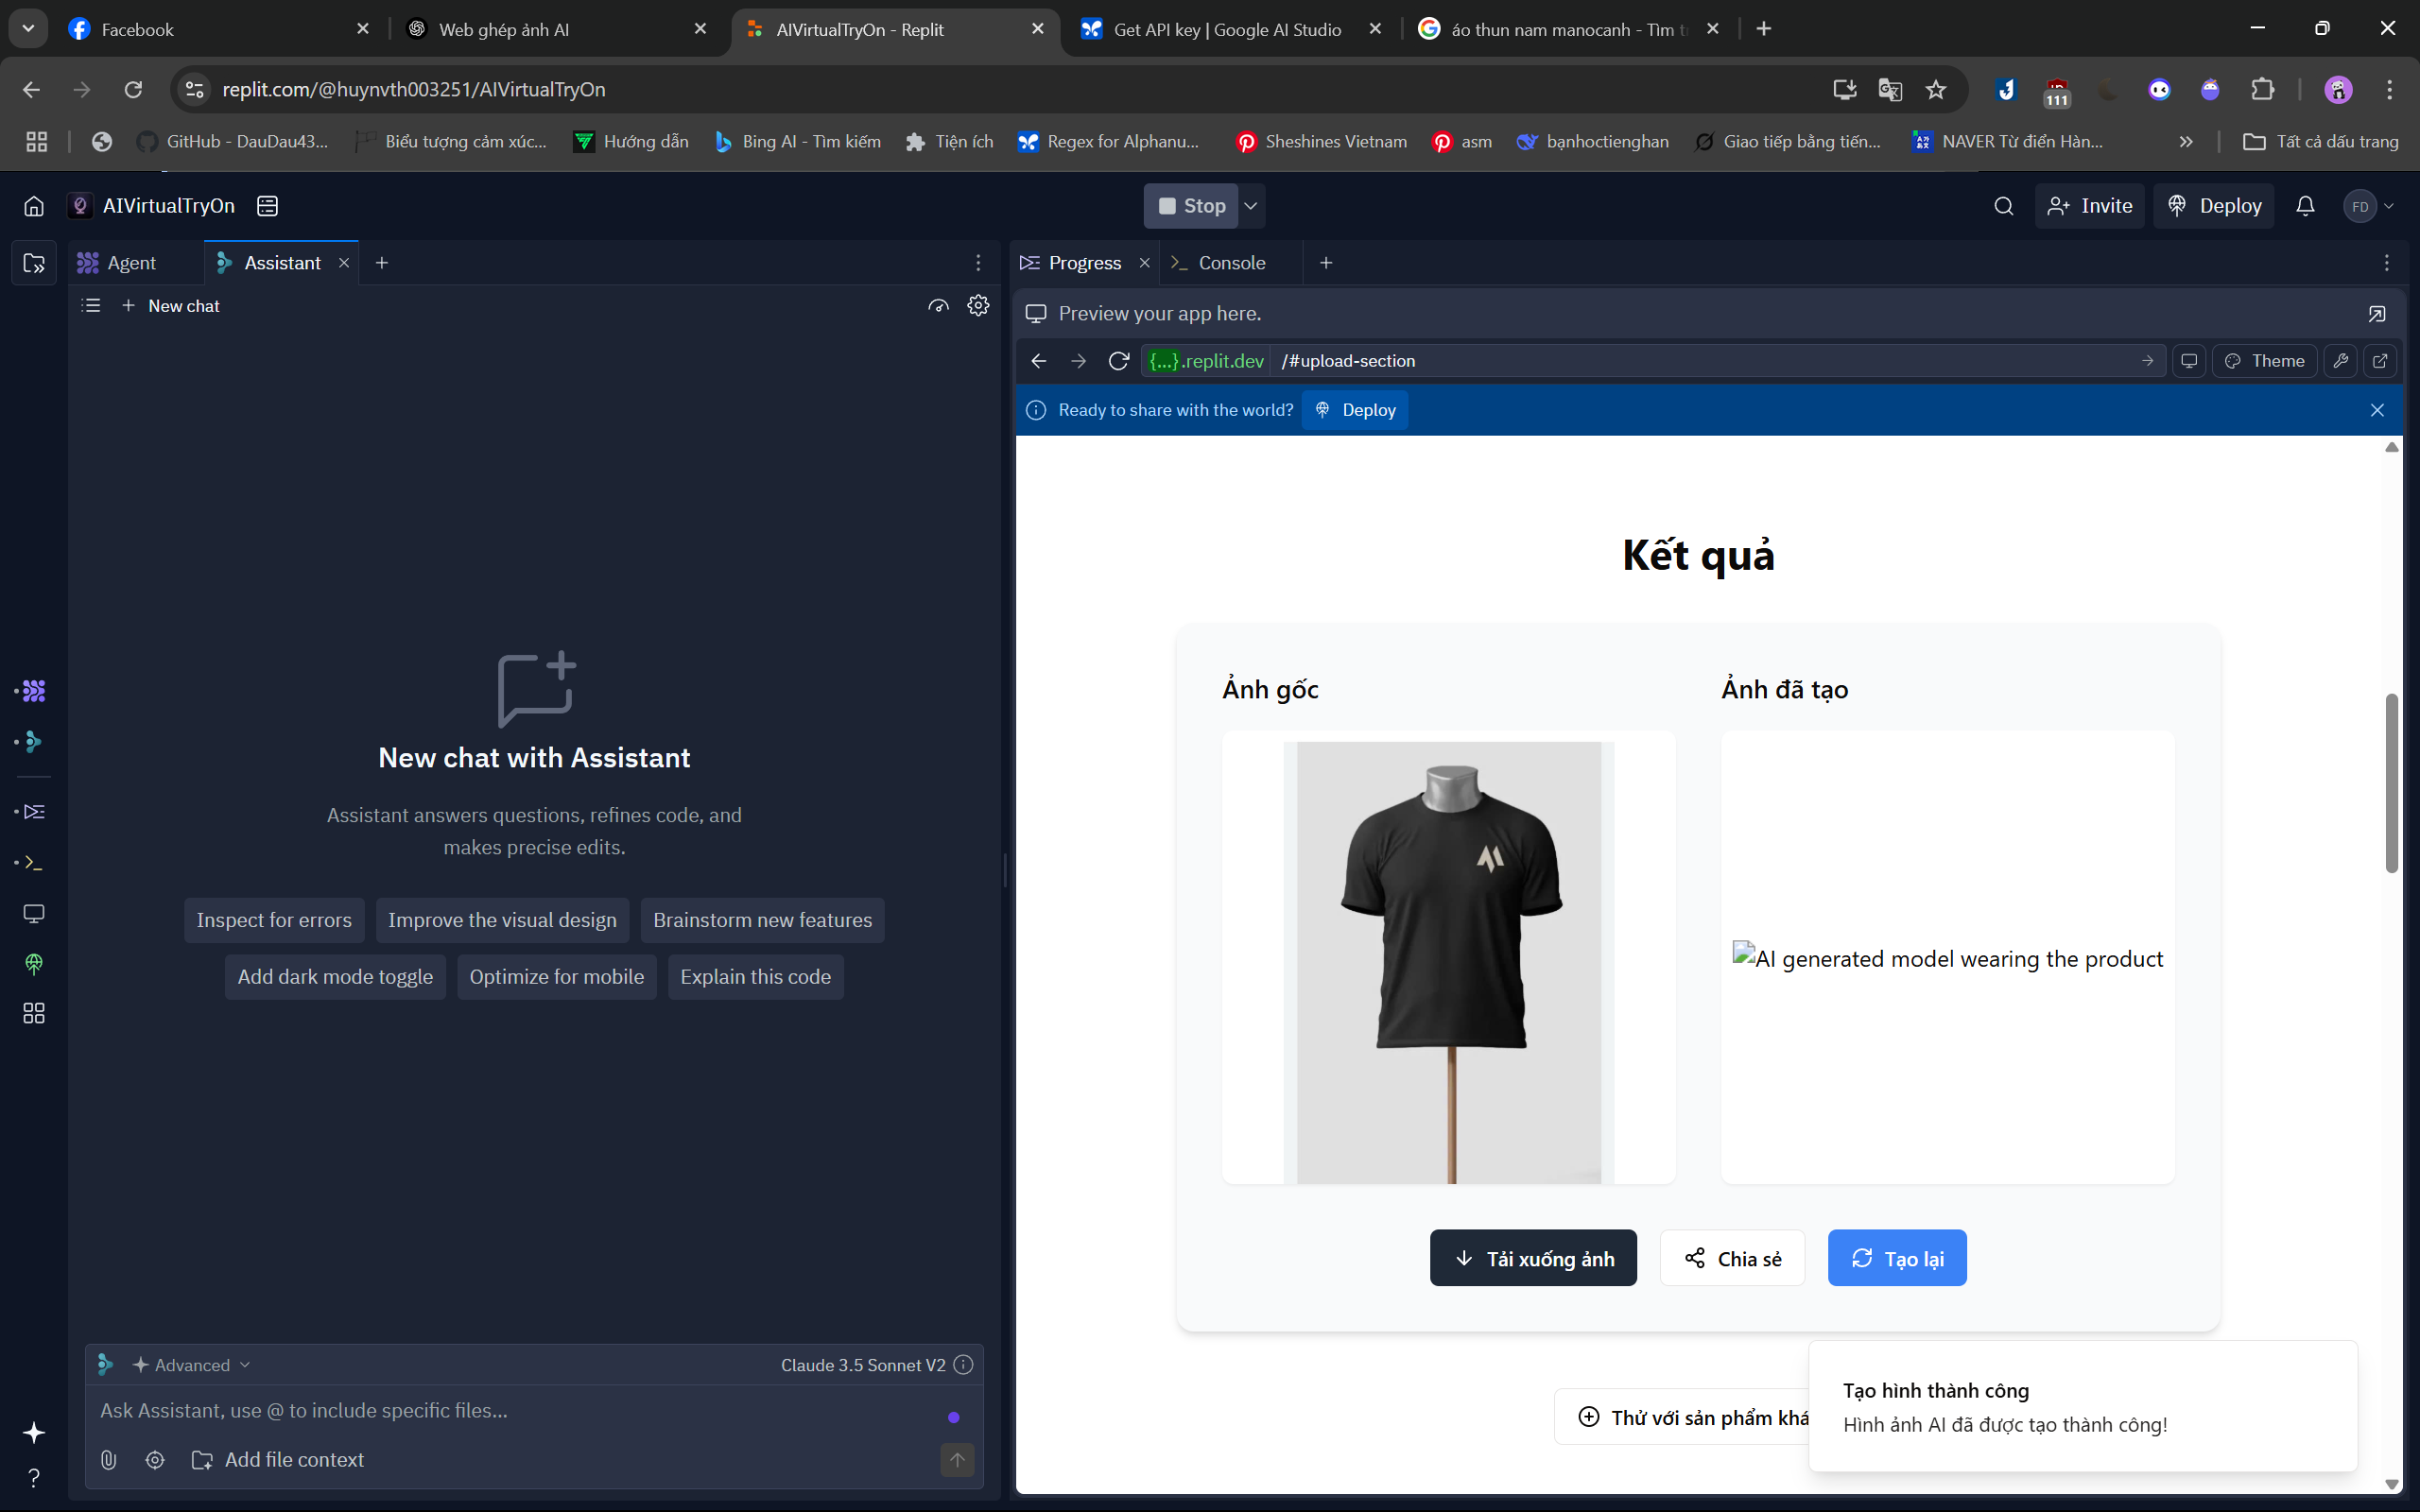 Facebook
Web ghép ảnh AI
AIVirtualTryOn - Replit
Get API key | Google AI Studio
áo thun nam manocanh - Tìm t
replit.com/@huynvth003251/AIVirtualTryOn
111
GitHub - DauDau43...
Biểu tượng cảm xúc...
Hướng dẫn
Bing AI - Tìm kiếm
Tiện ích
Regex for Alphanu...
Sheshines Vietnam
asm
bạnhoctienghan
Giao tiếp bằng tiến...
NAVER Từ điển Hàn...
Tất cả dấu trang
AIVirtualTryOn
Stop
Invite
Deploy
FD
Agent
Assistant
Progress
Console
New chat
Preview your app here.
{...}.replit.dev
/#upload-section
Theme
Ready to share with the world?
Deploy
Kết quả
Ảnh gốc
Ảnh đã tạo
New chat with Assistant
Assistant answers questions, refines code, and
makes precise edits.
Inspect for errors
Improve the visual design
Brainstorm new features
Add dark mode toggle
Optimize for mobile
Explain this code
AI generated model wearing the product
Tải xuống ảnh
Chia sẻ
Tạo lại
Advanced
Claude 3.5 Sonnet V2
Ask Assistant, use @ to include specific files...
Add file context
Thử với sản phẩm khá
Tạo hình thành công
Hình ảnh AI đã được tạo thành công!